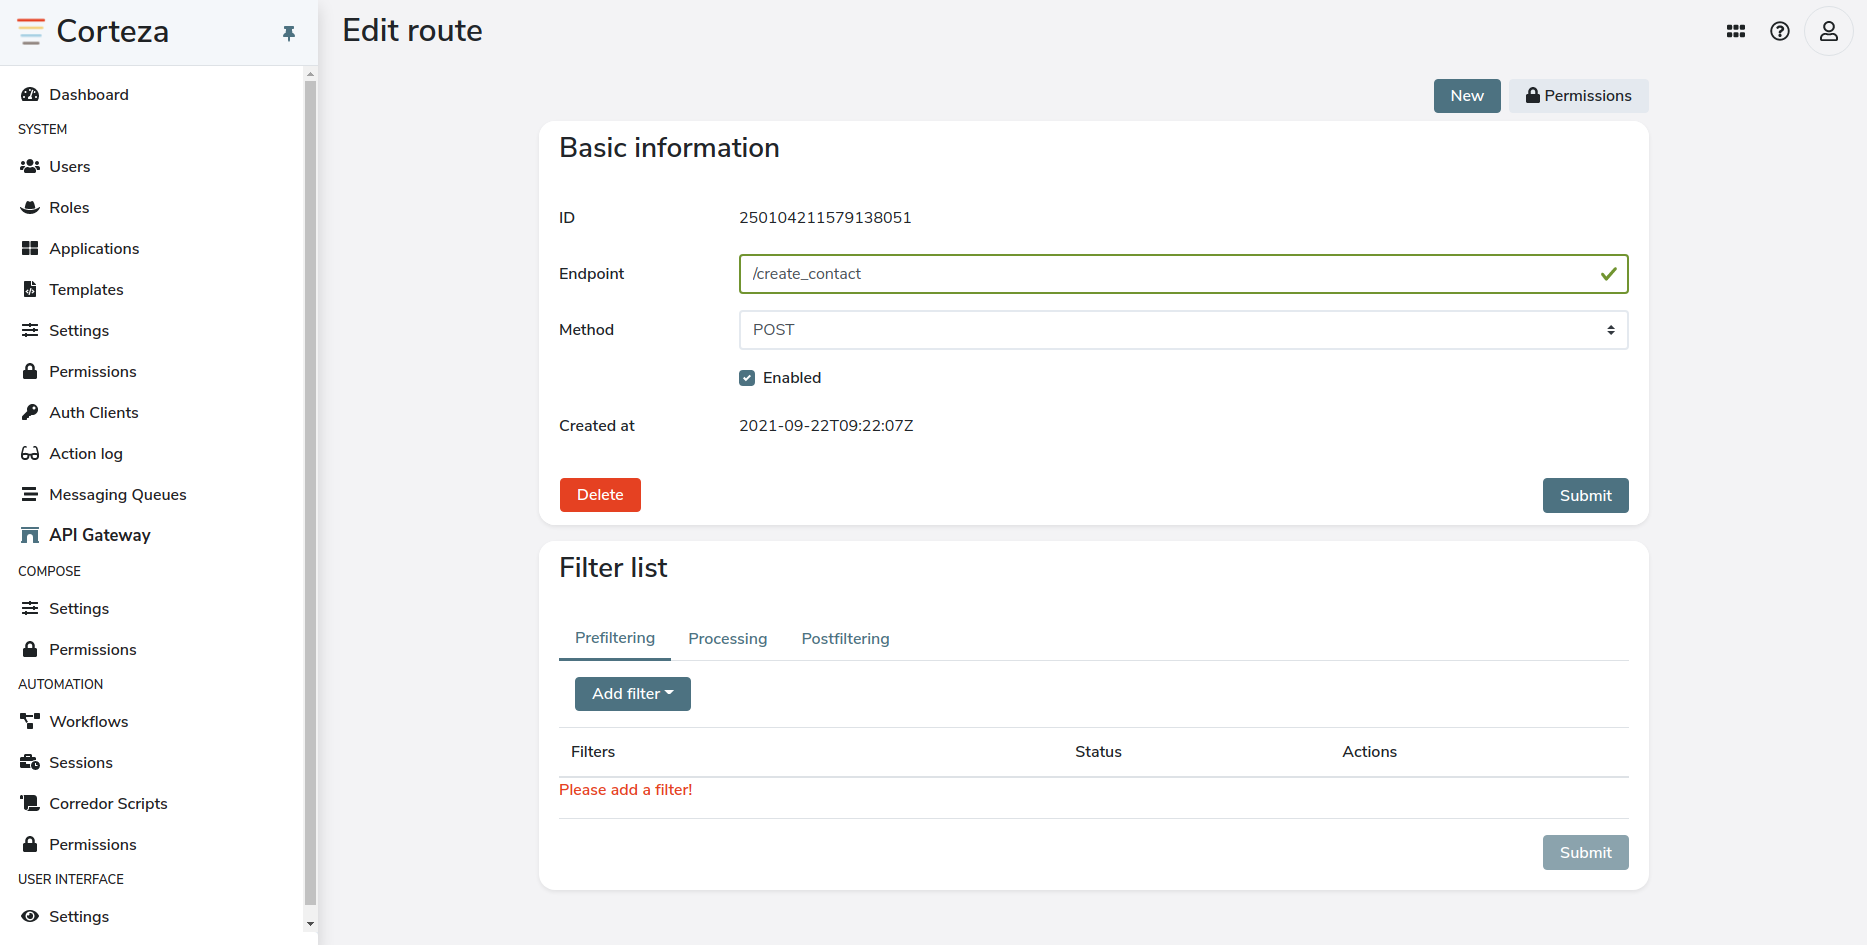 Corteza
Dashboard
SYSTEM
Users
Roles
Applications
Templates
Settings
Permissions
Auth Clients
Action log
Messaging Queues
API Gateway
COMPOSE
Settings
Permissions
AUTOMATION
Workflows
Sessions
Corredor Scripts
Permissions
USER INTERFACE
Settings
Edit route
New Permissions
Basic information
ID 250104211579138051
Endpoint /create_contact
Method POST
Enabled
Created at 2021-09-22T09:22:07Z
Delete Submit
Filter list
Prefiltering Processing Postfiltering
Add filter
Filters Status Actions
Please add a filter!
Submit